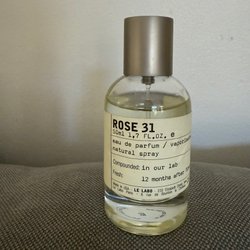 ROSE 31
50ml 1.7 FL.OZ. e
eau de parfum / vaporis
natural spray
Compounded: in our lab
Fresh: 12 months after
LE LABO